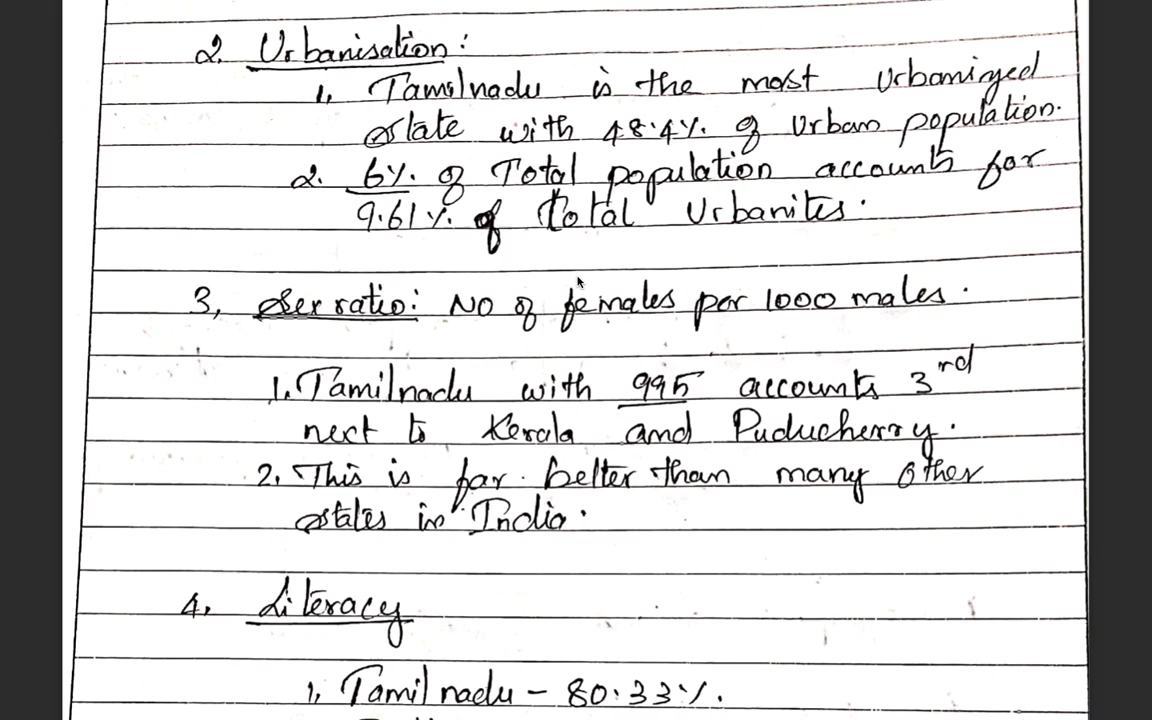 2. Urbanisation:
1. Tamilnadu is the most Urbanized
state with 48.4%. of Urban population.
2. 6%. of Total population accounts for
9.61%. of total Urbanites.
3, Sex ratio: NO of females per 1000 males.
1. Tamilnadu with 995 accounts 3rd
next to Kerala and Puducherry.
2. This is far better than many other
states in India.
4, Literacy
1, Tamilnadu - 80.33%.